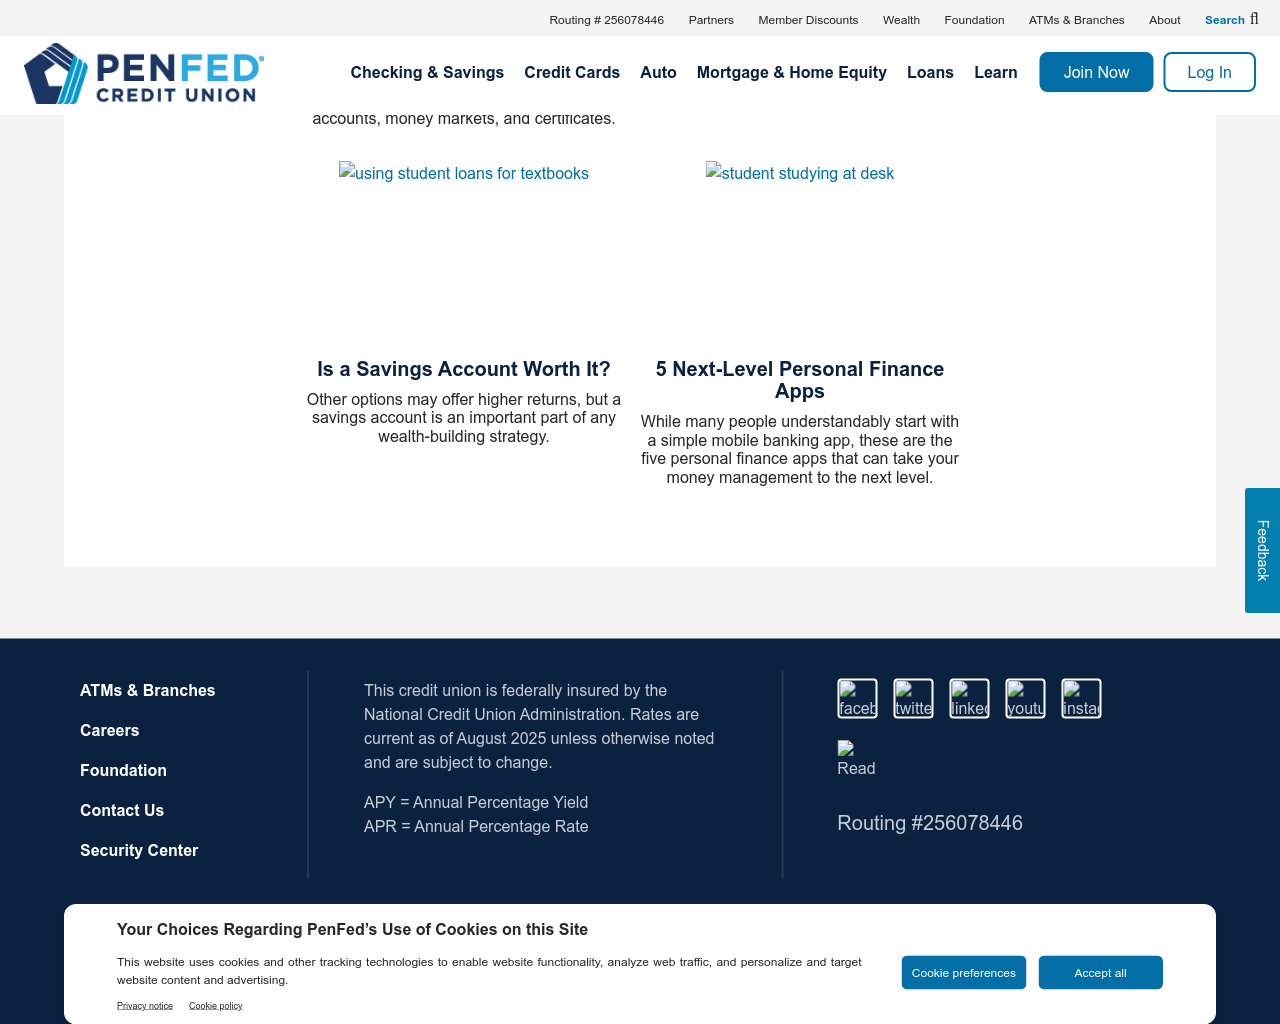 Routing # 256078446 Partners Member Discounts Wealth Foundation ATMs & Branches About Search
PENFED®
CREDIT UNION
Checking & Savings Credit Cards Auto Mortgage & Home Equity Loans Learn Join Now Log In
accounts, money markets, and certificates.
using student loans for textbooks
student studying at desk
Is a Savings Account Worth It?
Other options may offer higher returns, but a
savings account is an important part of any
wealth-building strategy.
5 Next-Level Personal Finance
Apps
While many people understandably start with
a simple mobile banking app, these are the
five personal finance apps that can take your
money management to the next level.
Feedback
ATMs & Branches
Careers
Foundation
Contact Us
Security Center
This credit union is federally insured by the
National Credit Union Administration. Rates are
current as of August 2025 unless otherwise noted
and are subject to change.
APY = Annual Percentage Yield
APR = Annual Percentage Rate
faceb twitte linked youtu instag
Read
Routing #256078446
Your Choices Regarding PenFed’s Use of Cookies on this Site
This website uses cookies and other tracking technologies to enable website functionality, analyze web traffic, and personalize and target
website content and advertising.
Privacy notice Cookie policy
Cookie preferences Accept all